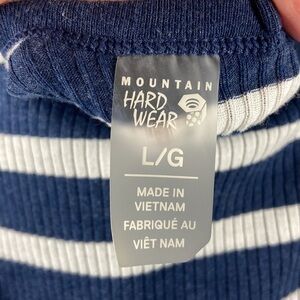 MOUNTAIN
HARD
WEAR
L/G
MADE IN
VIETNAM
FABRIQUÉ AU
VIÊT NAM